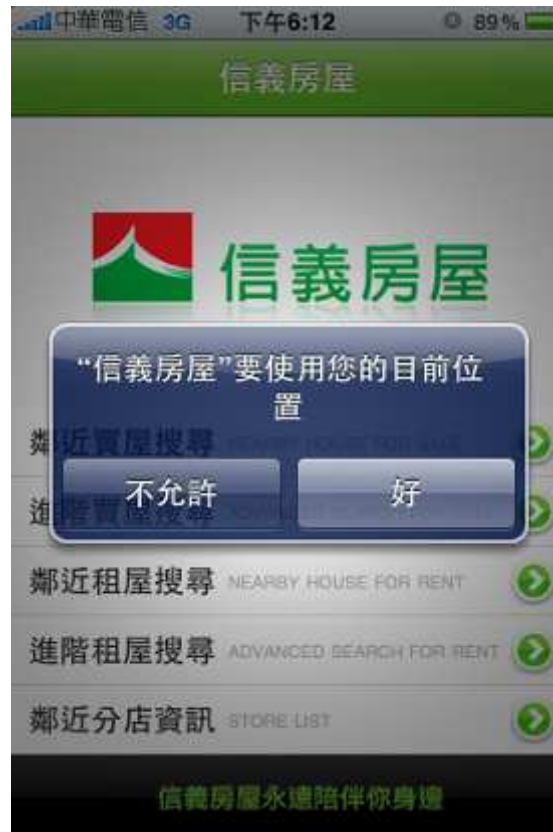 中華電信 3G 下午6:12 89%
信義房屋
信義房屋
“信義房屋”要使用您的目前位
置
不允許 好
鄰近買屋搜尋 NEARBY HOUSE FOR SALE
進階買屋搜尋
鄰近租屋搜尋 NEARBY HOUSE FOR RENT
進階租屋搜尋 ADVANCED SEARCH FOR RENT
鄰近分店資訊 STORE LIST
信義房屋永遠陪伴你身邊